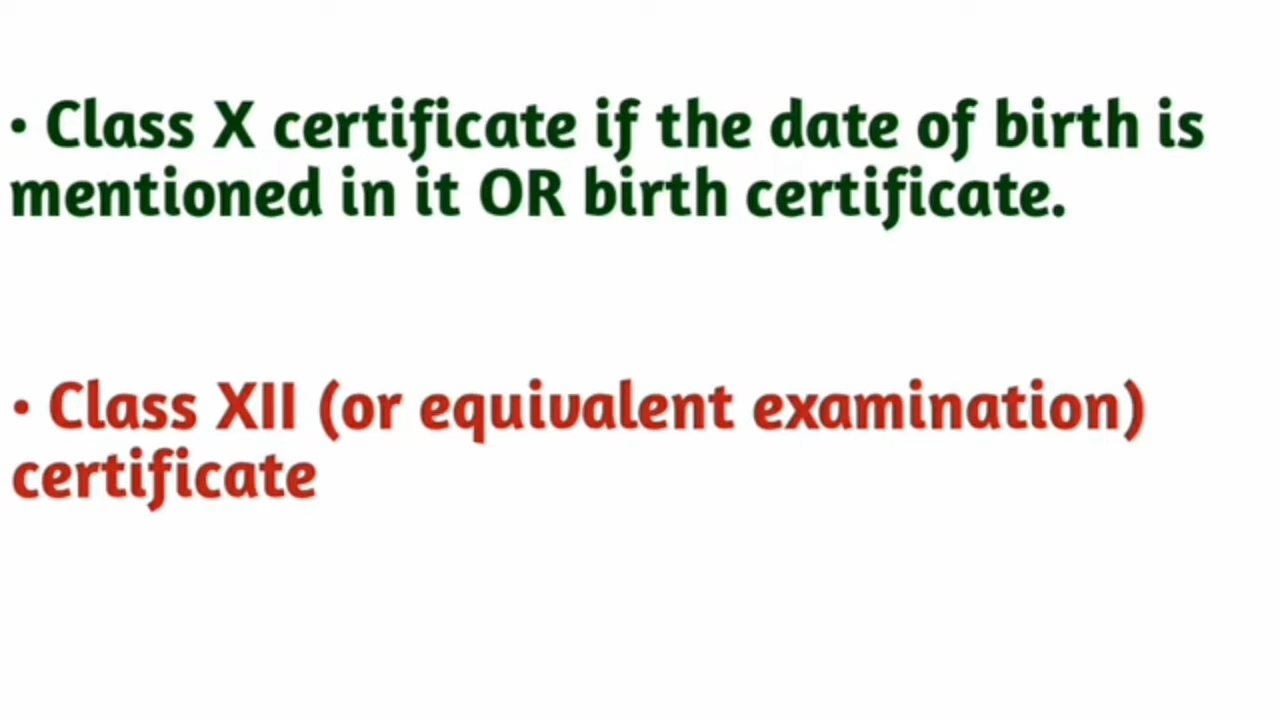 • Class X certificate if the date of birth is
mentioned in it OR birth certificate.
• Class XII (or equivalent examination)
certificate